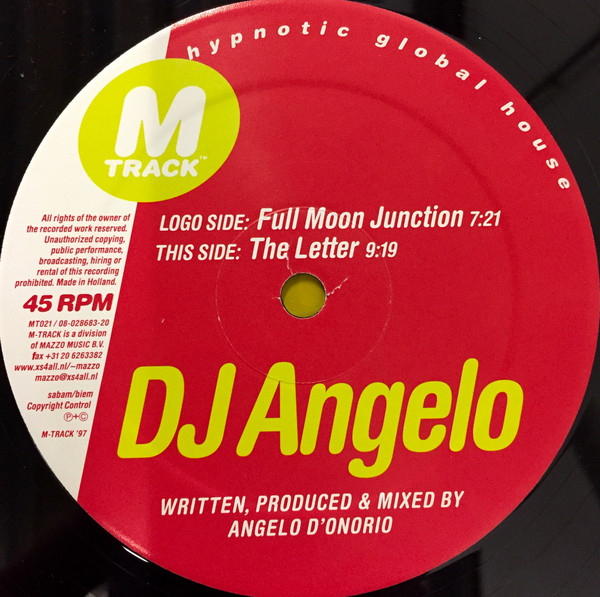 hypnotic global house
M
TRACK™
LOGO SIDE: Full Moon Junction 7:21
THIS SIDE: The Letter 9:19
All rights of the owner of
the recorded work reserved.
Unauthorized copying,
public performance,
broadcasting, hiring or
rental of this recording
prohibited. Made in Holland.
45 RPM
MT021 / 08-028683-20
M-TRACK is a division
of MAZZO MUSIC B.V.
fax +31 20 6263382
www.xs4all.nl/~mazzo
mazzo@xs4all.nl
sabam/biem
Copyright Control
Ⓟ+©
M-TRACK '97
DJ Angelo
WRITTEN, PRODUCED & MIXED BY
ANGELO D'ONORIO